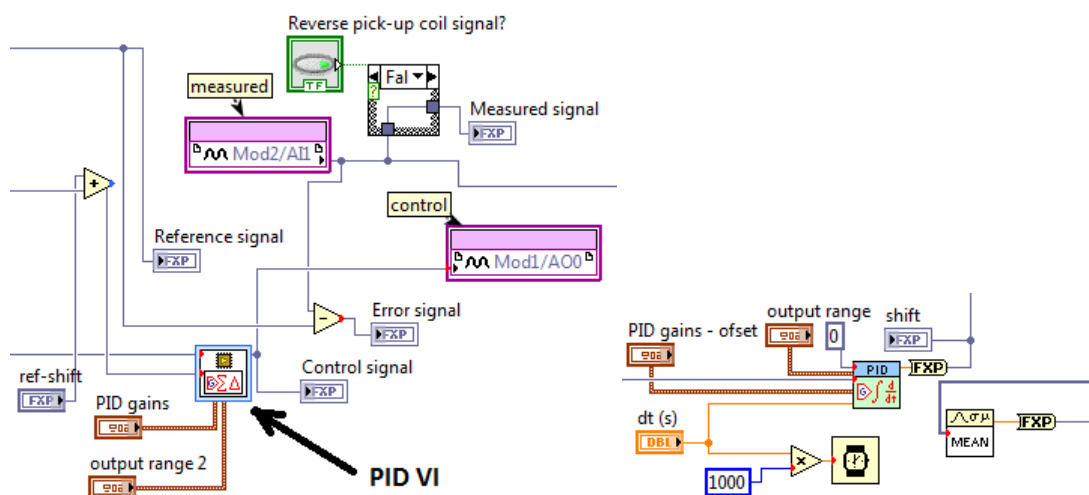 Reverse pick-up coil signal?
TF
Fal
?
measured
Mod2/AI1
Measured signal
FXP
+
control
Mod1/AO0
Reference signal
FXP
-
Error signal
FXP
Control signal
FXP
ref-shift
FXP
PID gains
output range 2
PID VI
output range
0
shift
FXP
PID gains - ofset
PID
FXP
d
dt
dt (s)
DBL
1000
x
σμ
MEAN
FXP